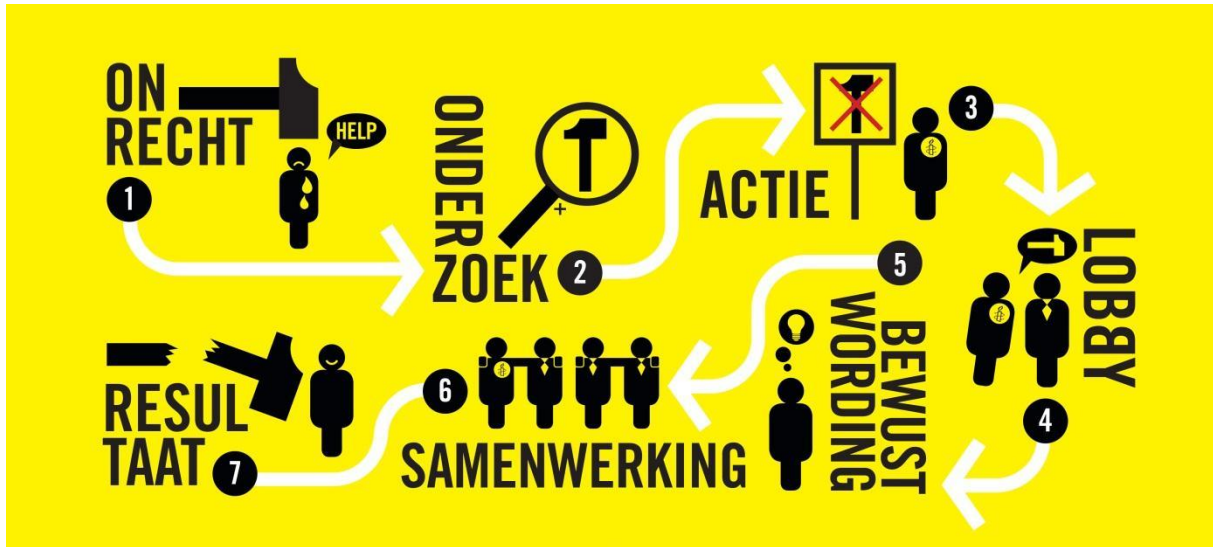 ON
RECHT
HELP
1
ONDER
ZOEK
2
ACTIE
3
LOBBY
4
BEWUST
WORDING
5
SAMENWERKING
6
RESUL
TAAT
7